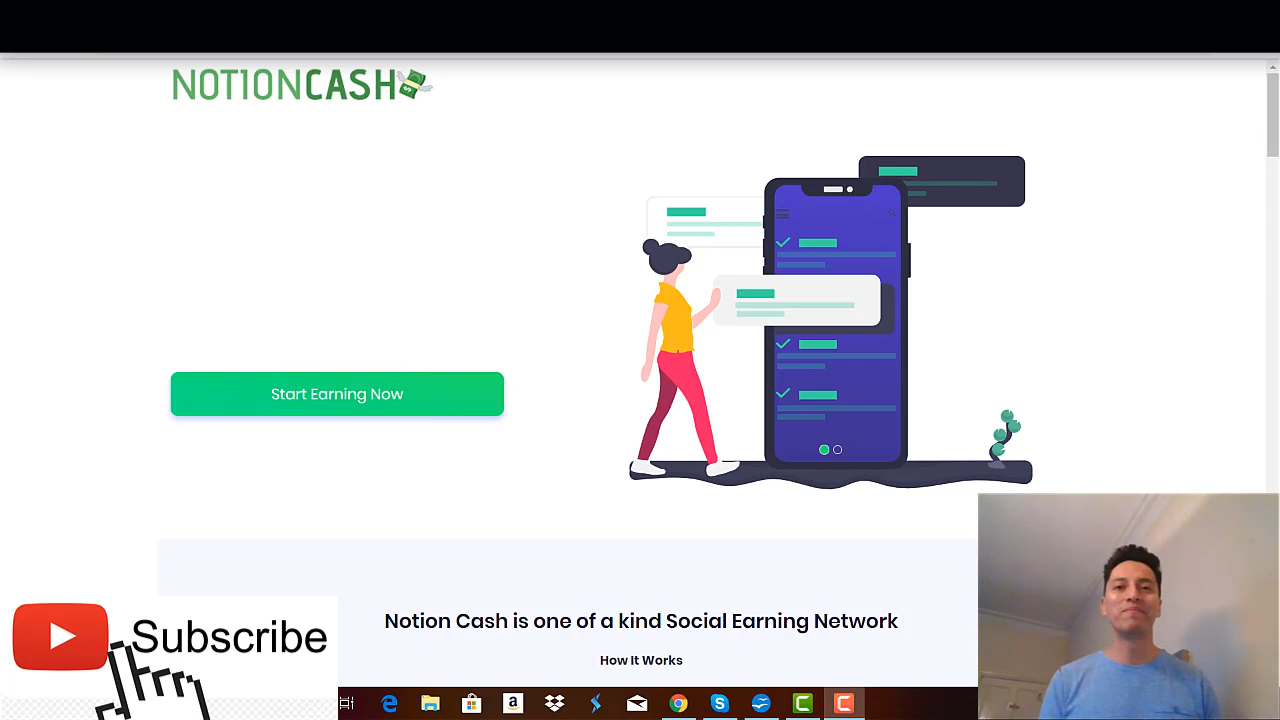 NOTIONCASH
Start Earning Now
Notion Cash is one of a kind Social Earning Network
How It Works
Subscribe